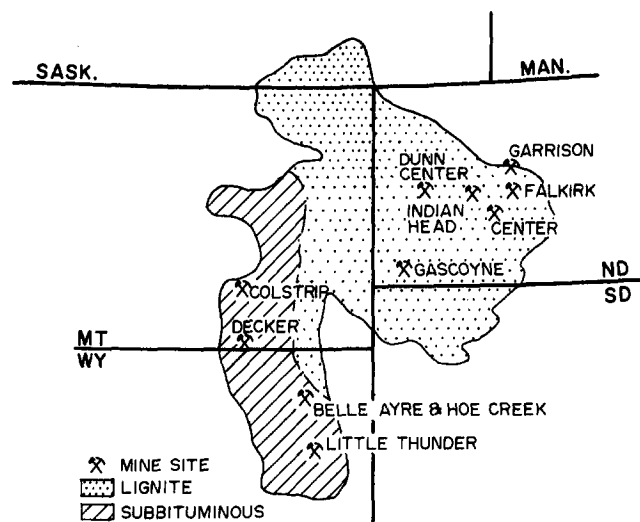 SASK.
MAN.
DUNN
CENTER
GARRISON
FALKIRK
INDIAN
HEAD
CENTER
GASCOYNE
ND
SD
COLSTRIP
DECKER
MT
WY
BELLE AYRE & HOE CREEK
LITTLE THUNDER
MINE SITE
LIGNITE
SUBBITUMINOUS